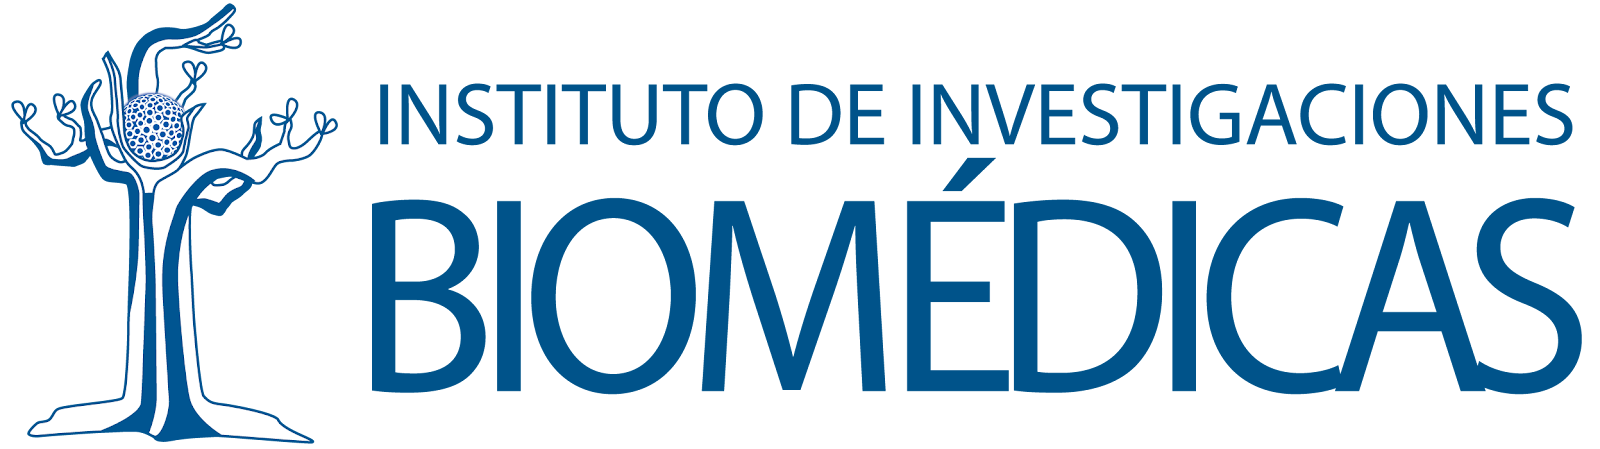 INSTITUTO DE INVESTIGACIONES
BIOMÉDICAS